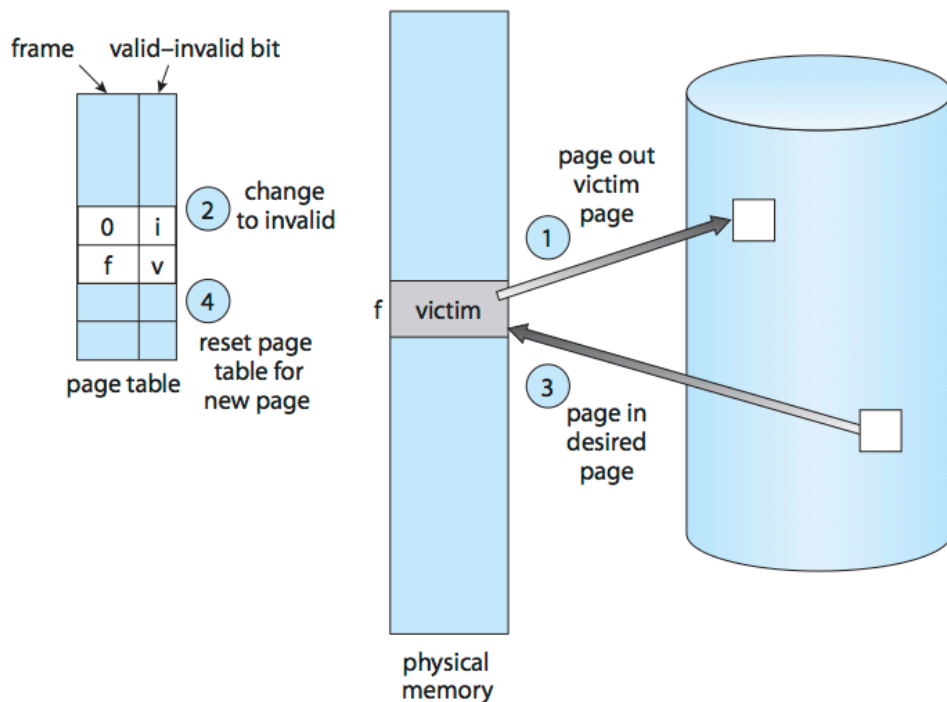 frame
valid–invalid bit
0
i
f
v
2
change
to invalid
4
reset page
table for
new page
page table
f
victim
physical
memory
page out
victim
page
1
3
page in
desired
page